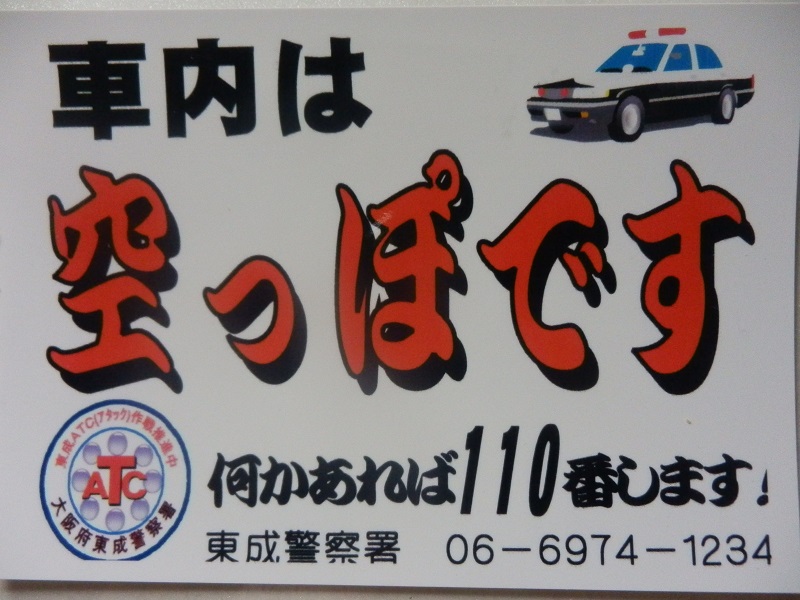 車内は
空っぽです
東成ATC(アタック)作戦推進中
ATC
大阪府東成警察署
何かあれば110番します!
東成警察署 06-6974-1234